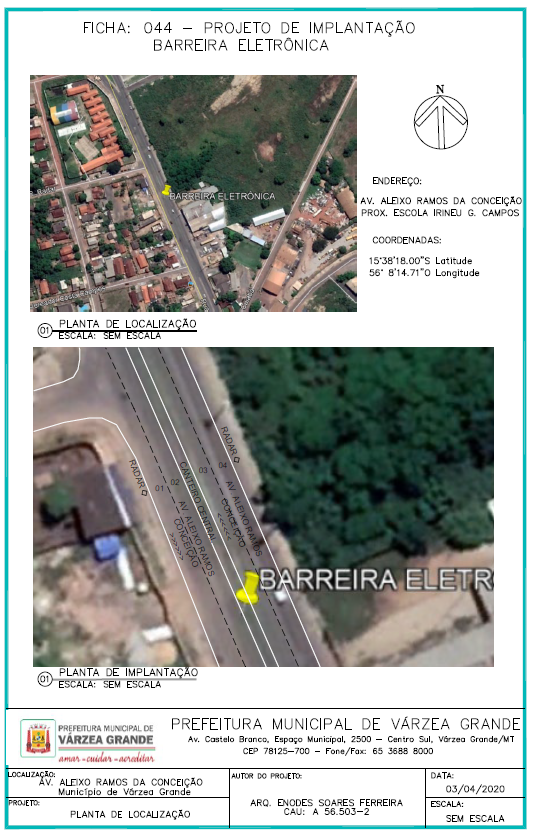 FICHA: 044 – PROJETO DE IMPLANTAÇÃO
BARREIRA ELETRÔNICA
BARREIRA ELETRÔNICA
N
ENDEREÇO:
AV. ALEIXO RAMOS DA CONCEIÇÃO
PROX. ESCOLA IRINEU G. CAMPOS
COORDENADAS:
15°38'18.00"S Latitude
56° 8'14.71"O Longitude
01 PLANTA DE LOCALIZAÇÃO
ESCALA: SEM ESCALA
RADAR
RADAR
01 02 03 04
CANTEIRO CENTRAL
AV. ALEIXO RAMOS
CONCEIÇÃO
>>>>>
AV. ALEIXO RAMOS
CONCEIÇÃO
<<<<<
BARREIRA ELETR
01 PLANTA DE IMPLANTAÇÃO
ESCALA: SEM ESCALA
PREFEITURA MUNICIPAL DE
VÁRZEA GRANDE
amar - cuidar - acreditar
PREFEITURA MUNICIPAL DE VÁRZEA GRANDE
Av. Castelo Branco, Espaço Municipal, 2500 – Centro Sul, Várzea Grande/MT
CEP 78125–700 – Fone/Fax: 65 3688 8000
LOCALIZAÇÃO:
AV. ALEIXO RAMOS DA CONCEIÇÃO
Município de Várzea Grande
PROJETO:
PLANTA DE LOCALIZAÇÃO
AUTOR DO PROJETO:
ARQ. ENODES SOARES FERREIRA
CAU: A 56.503–2
DATA:
03/04/2020
ESCALA:
SEM ESCALA